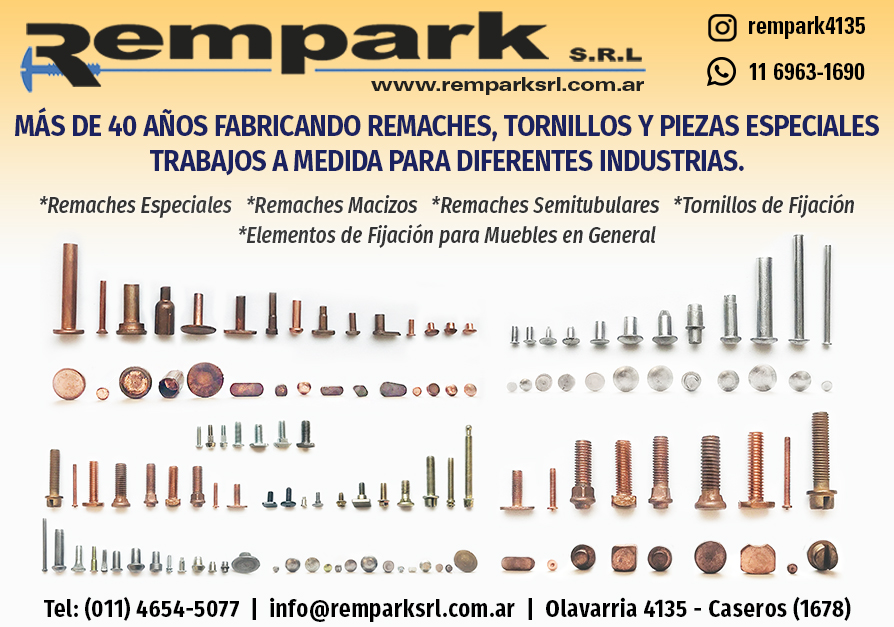 Rempark S.R.L
www.remparksrl.com.ar
rempark4135
11 6963-1690
MÁS DE 40 AÑOS FABRICANDO REMACHES, TORNILLOS Y PIEZAS ESPECIALES
TRABAJOS A MEDIDA PARA DIFERENTES INDUSTRIAS.
*Remaches Especiales *Remaches Macizos *Remaches Semitubulares *Tornillos de Fijación
*Elementos de Fijación para Muebles en General
Tel: (011) 4654-5077 | info@remparksrl.com.ar | Olavarria 4135 - Caseros (1678)